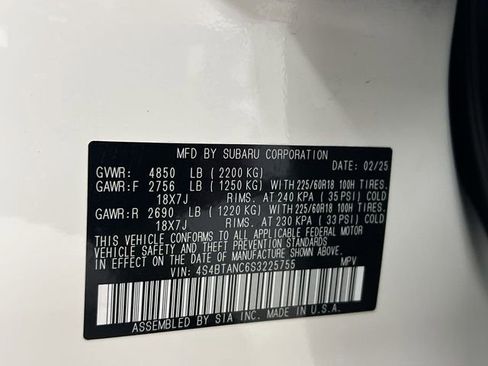 MFD BY SUBARU CORPORATION DATE: 02/25
GVWR: 4850 LB ( 2200 KG)
GAWR:F 2756 LB ( 1250 KG) WITH 225/60R18 100H TIRES.
18X7J RIMS. AT 240 KPA ( 35 PSI) COLD
GAWR:R 2690 LB ( 1220 KG) WITH 225/60R18 100H TIRES.
18X7J RIMS. AT 230 KPA ( 33 PSI) COLD
THIS VEHICLE CONFORMS TO ALL APPLICABLE FEDERAL MOTOR
VEHICLE SAFETY, BUMPER, AND THEFT PREVENTION STANDARDS
IN EFFECT ON THE DATE OF MANUFACTURE SHOWN ABOVE.
VIN: 4S4BTANC6S3225755 MPV
ASSEMBLED BY SIA INC. MADE IN U.S.A.